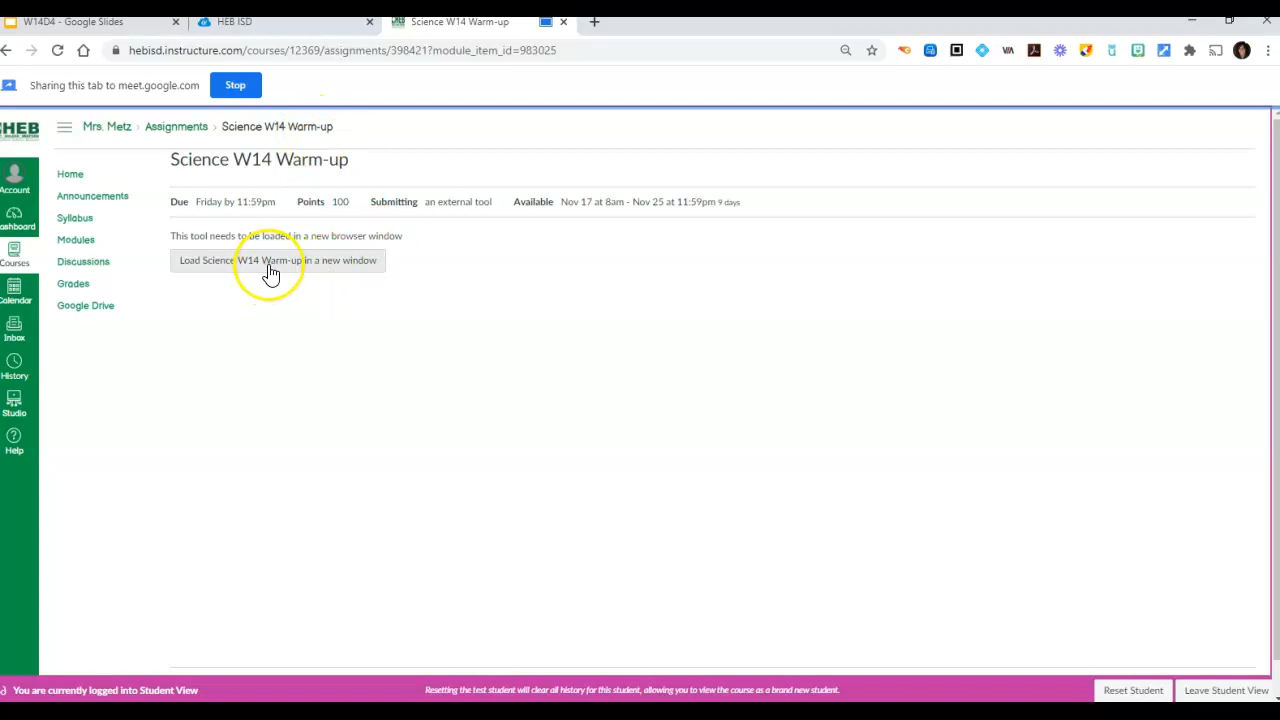 W14D4 - Google Slides
HEB ISD
Science W14 Warm-up
hebisd.instructure.com/courses/12369/assignments/398421?module_item_id=983025
VIA
Sharing this tab to meet.google.com
Stop
HEB
Mrs. Metz › Assignments › Science W14 Warm-up
Science W14 Warm-up
Account
ashboard
Courses
Calendar
Inbox
History
Studio
Help
Home
Announcements
Syllabus
Modules
Discussions
Grades
Google Drive
Due Friday by 11:59pm Points 100 Submitting an external tool Available Nov 17 at 8am - Nov 25 at 11:59pm 9 days
This tool needs to be loaded in a new browser window
Load Science W14 Warm-up in a new window
You are currently logged into Student View
Resetting the test student will clear all history for this student, allowing you to view the course as a brand new student.
Reset Student
Leave Student View